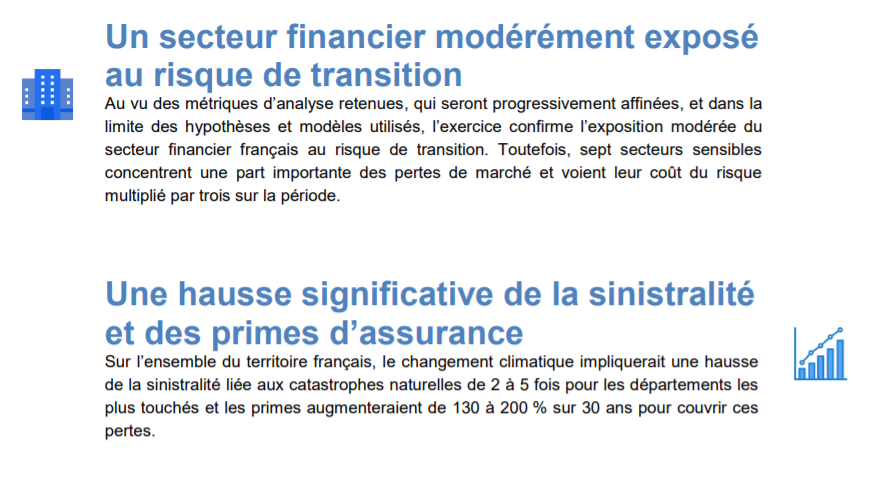 Un secteur financier modérément exposé
au risque de transition
Au vu des métriques d’analyse retenues, qui seront progressivement affinées, et dans la
limite des hypothèses et modèles utilisés, l’exercice confirme l’exposition modérée du
secteur financier français au risque de transition. Toutefois, sept secteurs sensibles
concentrent une part importante des pertes de marché et voient leur coût du risque
multiplié par trois sur la période.
Une hausse significative de la sinistralité
et des primes d’assurance
Sur l’ensemble du territoire français, le changement climatique impliquerait une hausse
de la sinistralité liée aux catastrophes naturelles de 2 à 5 fois pour les départements les
plus touchés et les primes augmenteraient de 130 à 200 % sur 30 ans pour couvrir ces
pertes.